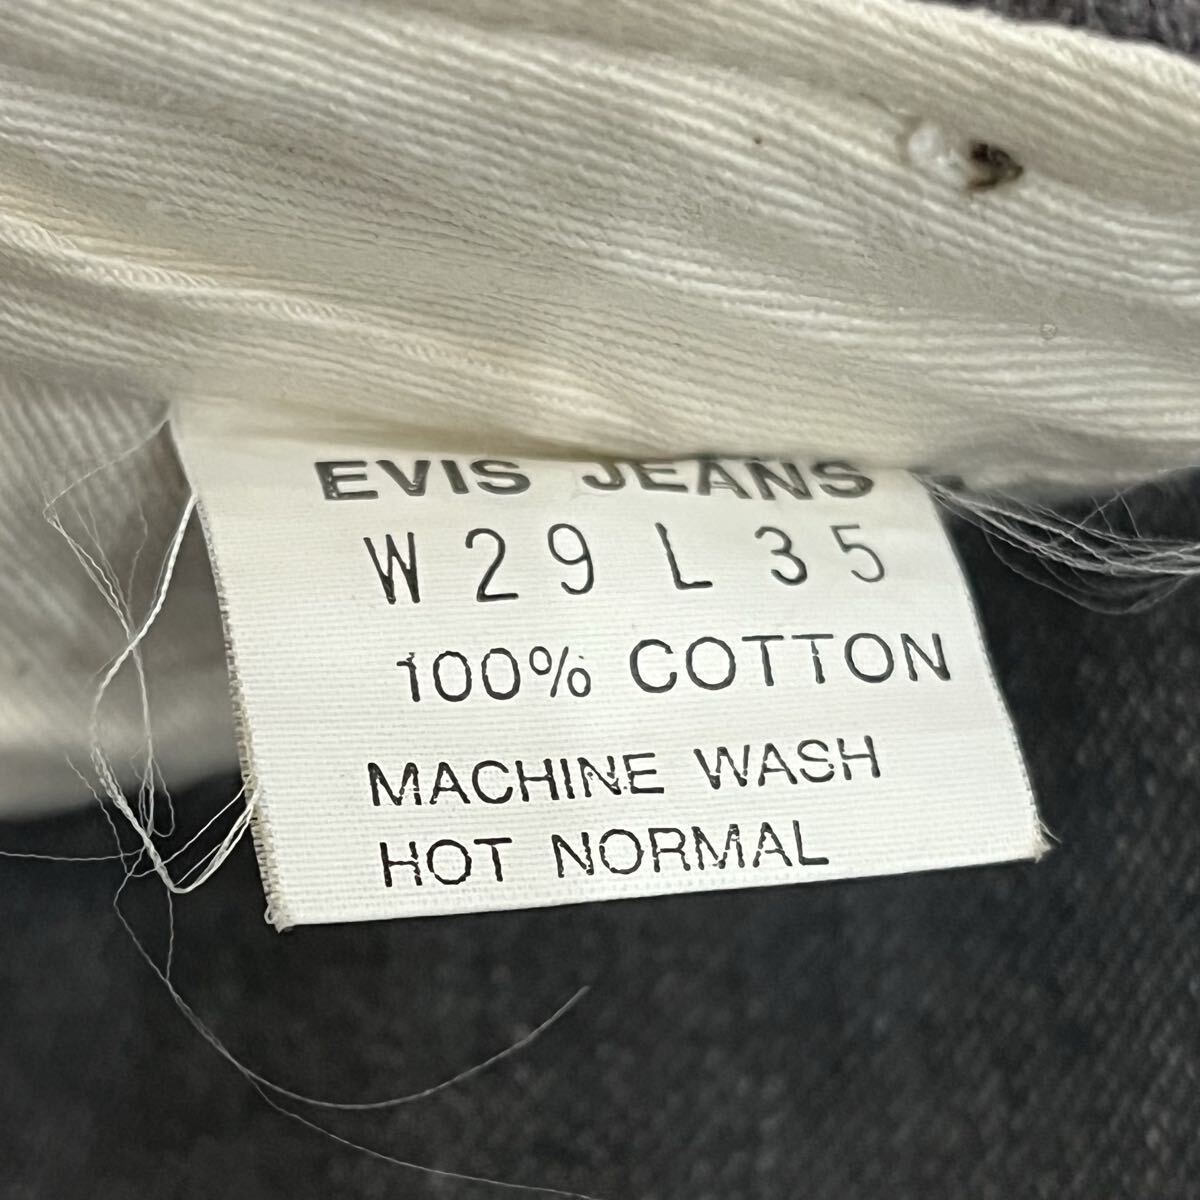 EVIS JEANS
W 29 L 35
100% COTTON
MACHINE WASH
HOT NORMAL